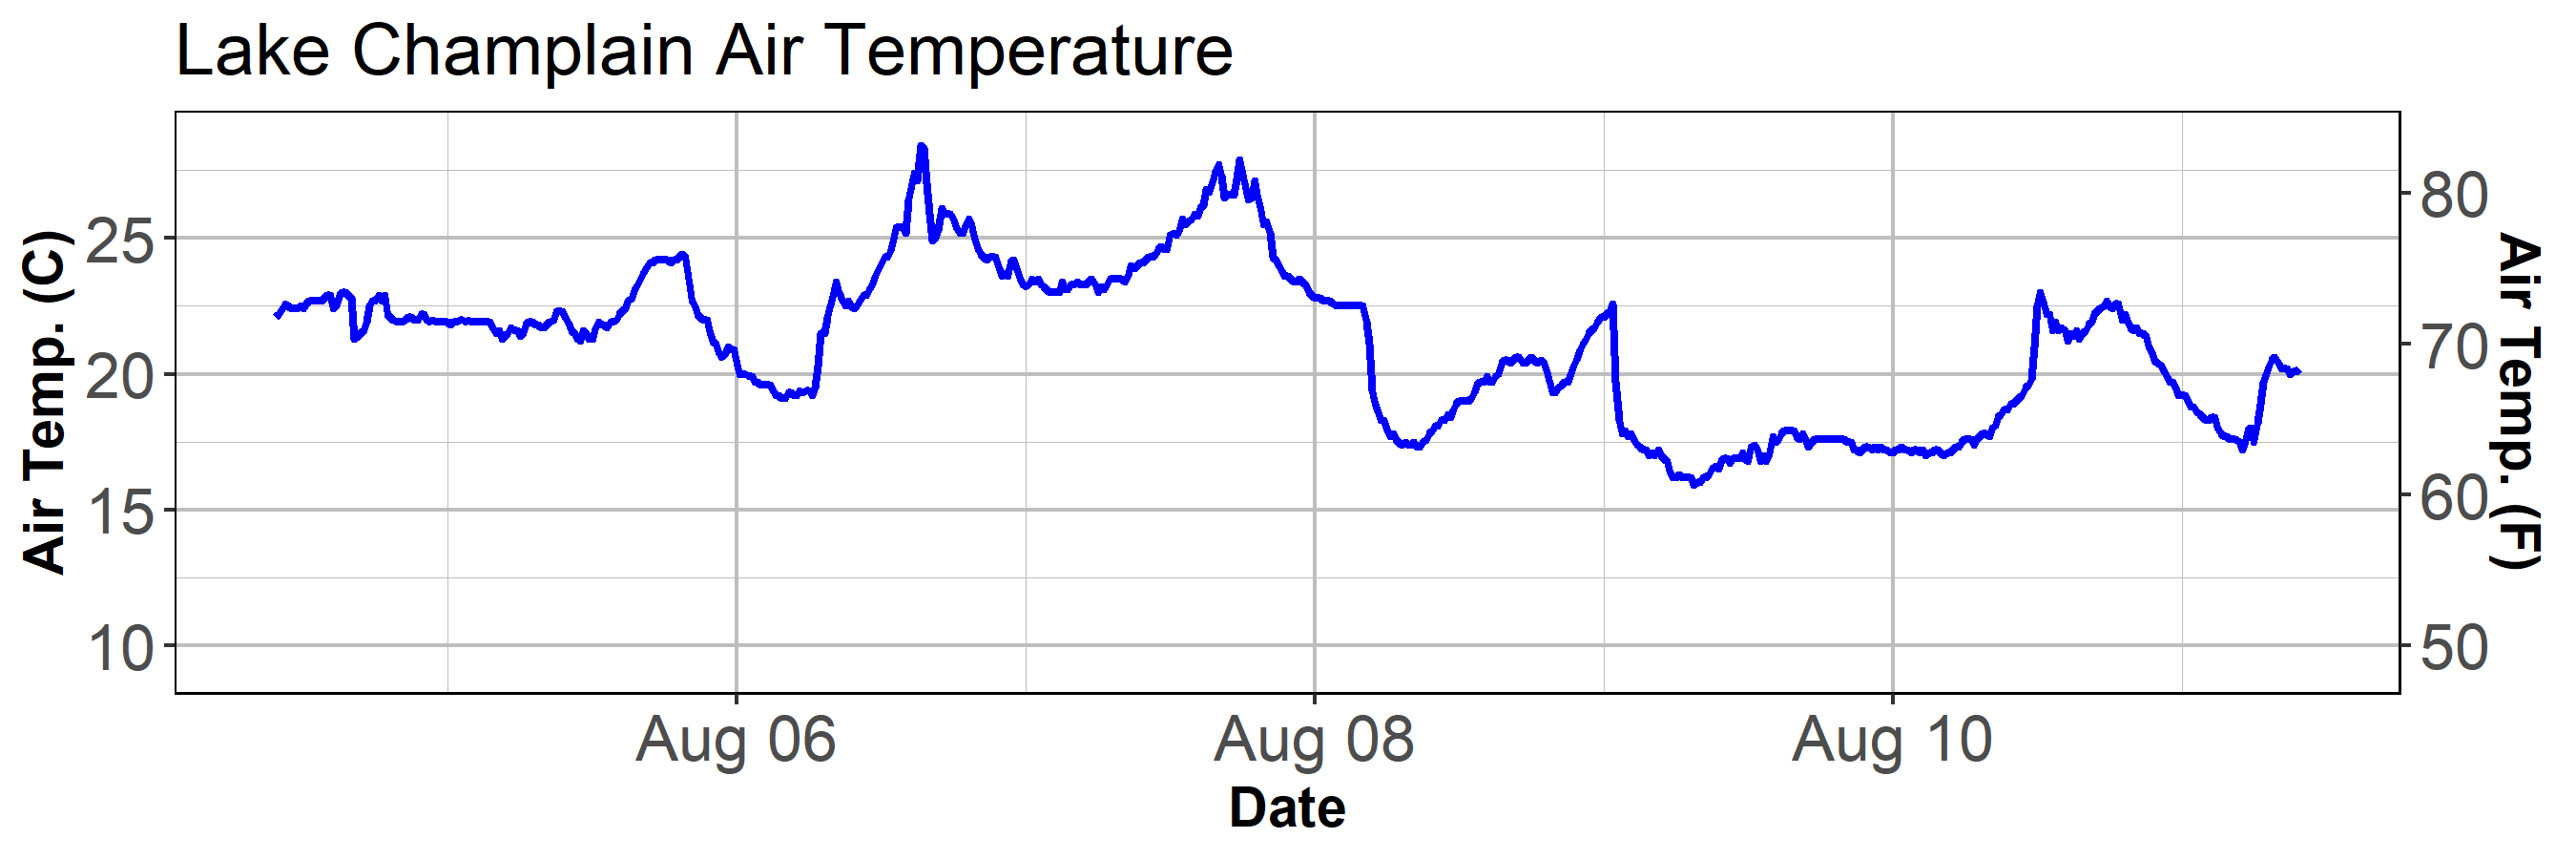 Lake Champlain Air Temperature
Air Temp. (C)
25
20
15
10
80
70
60
50
Air Temp. (F)
Aug 06
Aug 08
Aug 10
Date